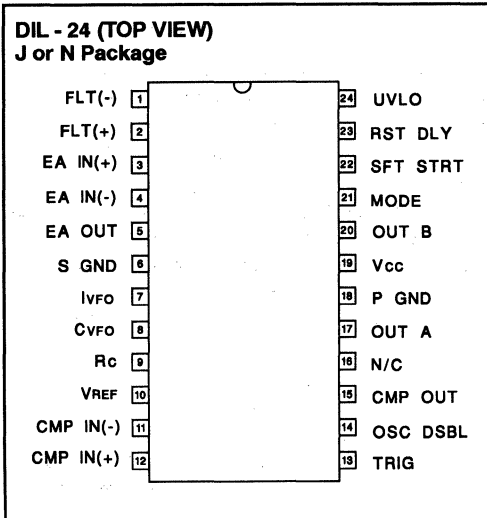 DIL - 24 (TOP VIEW)
J or N Package
FLT(-) 1
FLT(+) 2
EA IN(+) 3
EA IN(-) 4
EA OUT 5
S GND 6
IVFO 7
CVFO 8
RC 9
VREF 10
CMP IN(-) 11
CMP IN(+) 12
24 UVLO
23 RST DLY
22 SFT STRT
21 MODE
20 OUT B
19 Vcc
18 P GND
17 OUT A
16 N/C
15 CMP OUT
14 OSC DSBL
13 TRIG